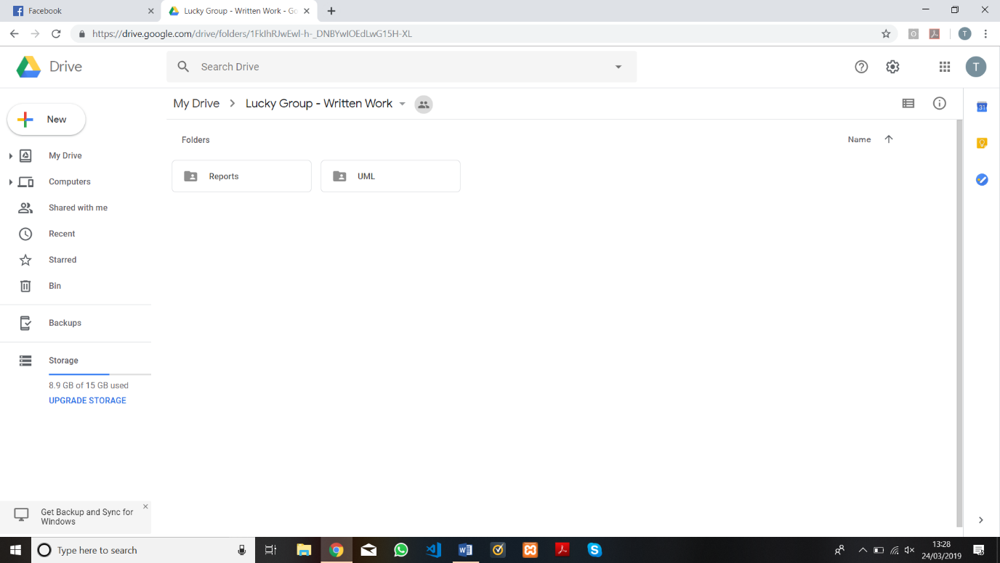 Facebook
Lucky Group - Written Work - Go
https://drive.google.com/drive/folders/1FkIhRJwEwI-h-_DNBYwIOEdLwG15H-XL
T
Drive
Search Drive
T
My Drive
Lucky Group - Written Work
31
New
Folders
Name
My Drive
Reports
UML
Computers
Shared with me
Recent
Starred
Bin
Backups
Storage
8.9 GB of 15 GB used
UPGRADE STORAGE
Get Backup and Sync for
Windows
Type here to search
13:28
24/03/2019